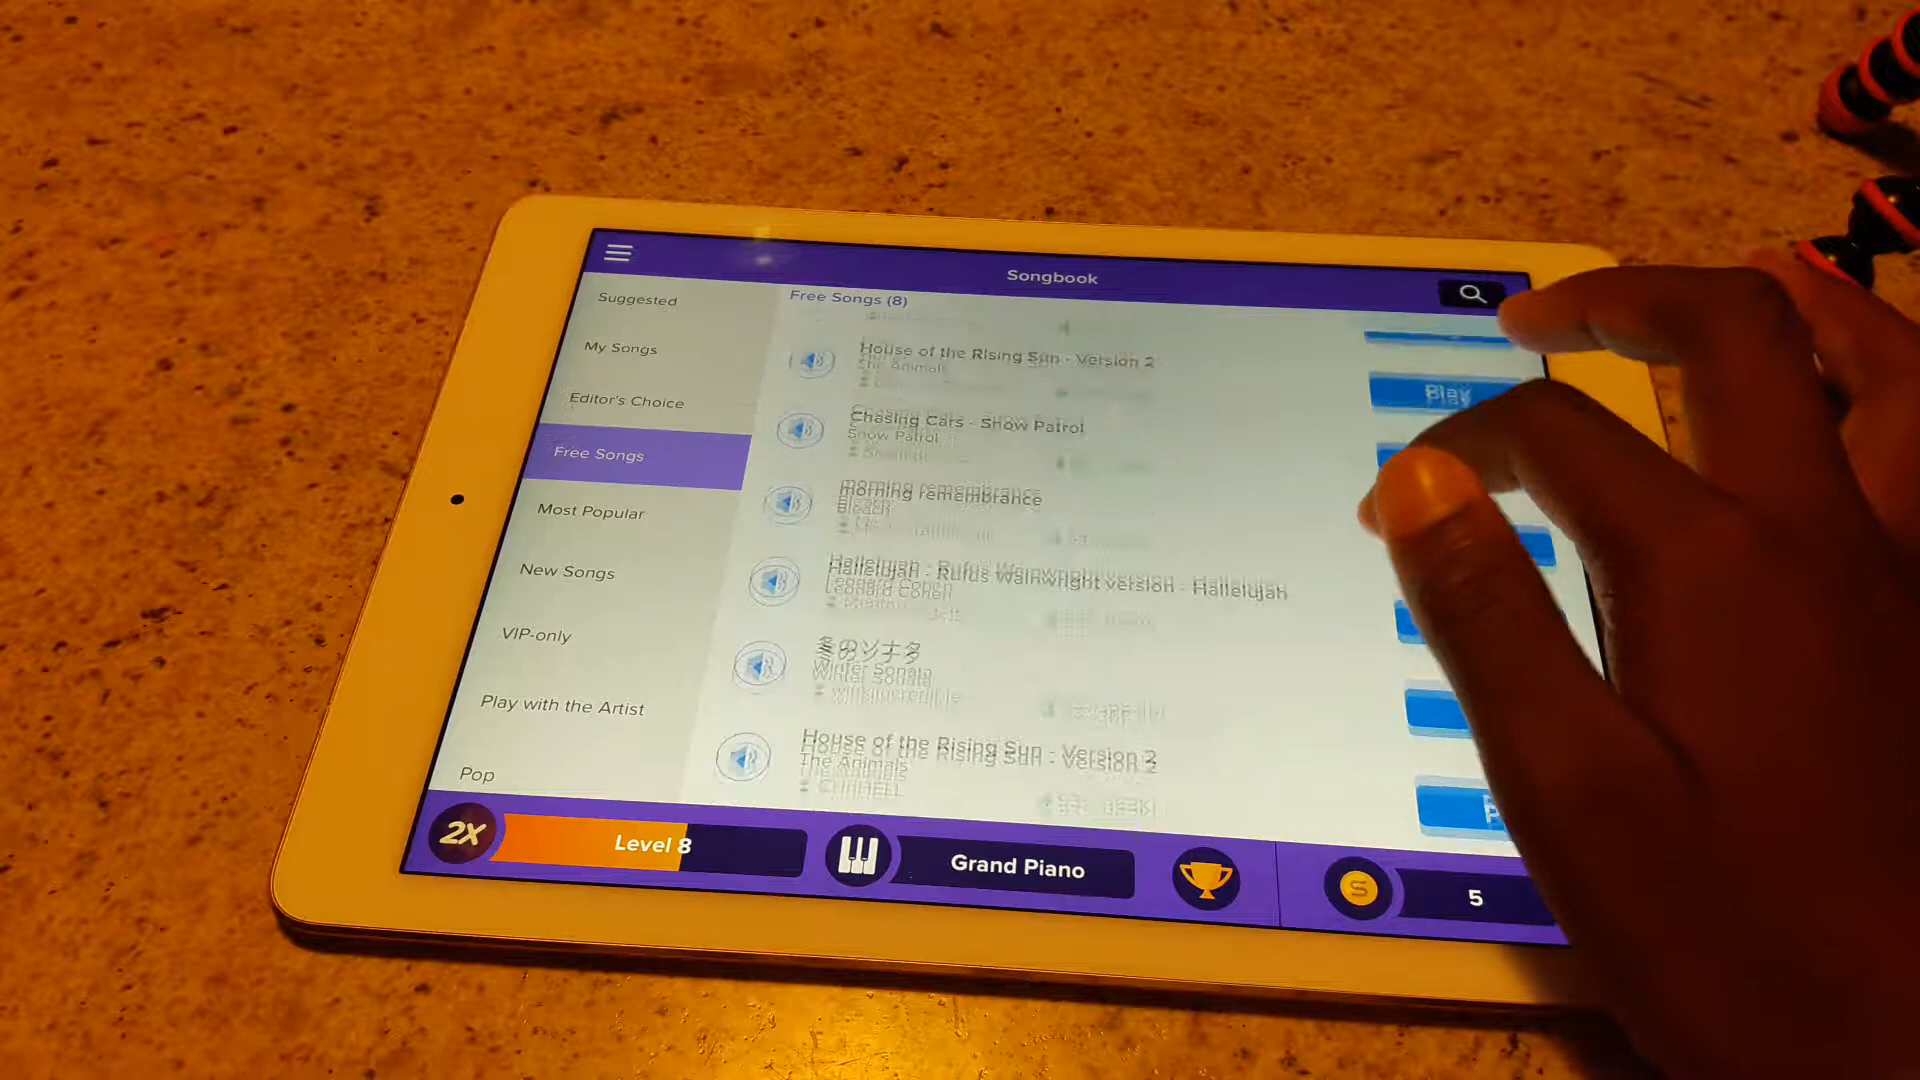 Songbook
Suggested
My Songs
Editor's Choice
Free Songs
Most Popular
New Songs
VIP-only
Play with the Artist
Pop
Free Songs (8)
House of the Rising Sun - Version 2
The Animals
Play
Chasing Cars - Snow Patrol
Snow Patrol
morning remembrance
Bleach
Hallelujah - Rufus Wainwright version - Hallelujah
Leonard Cohen
冬のソナタ
Winter Sonata
House of the Rising Sun - Version 2
The Animals
2X
Level 8
Grand Piano
S
5